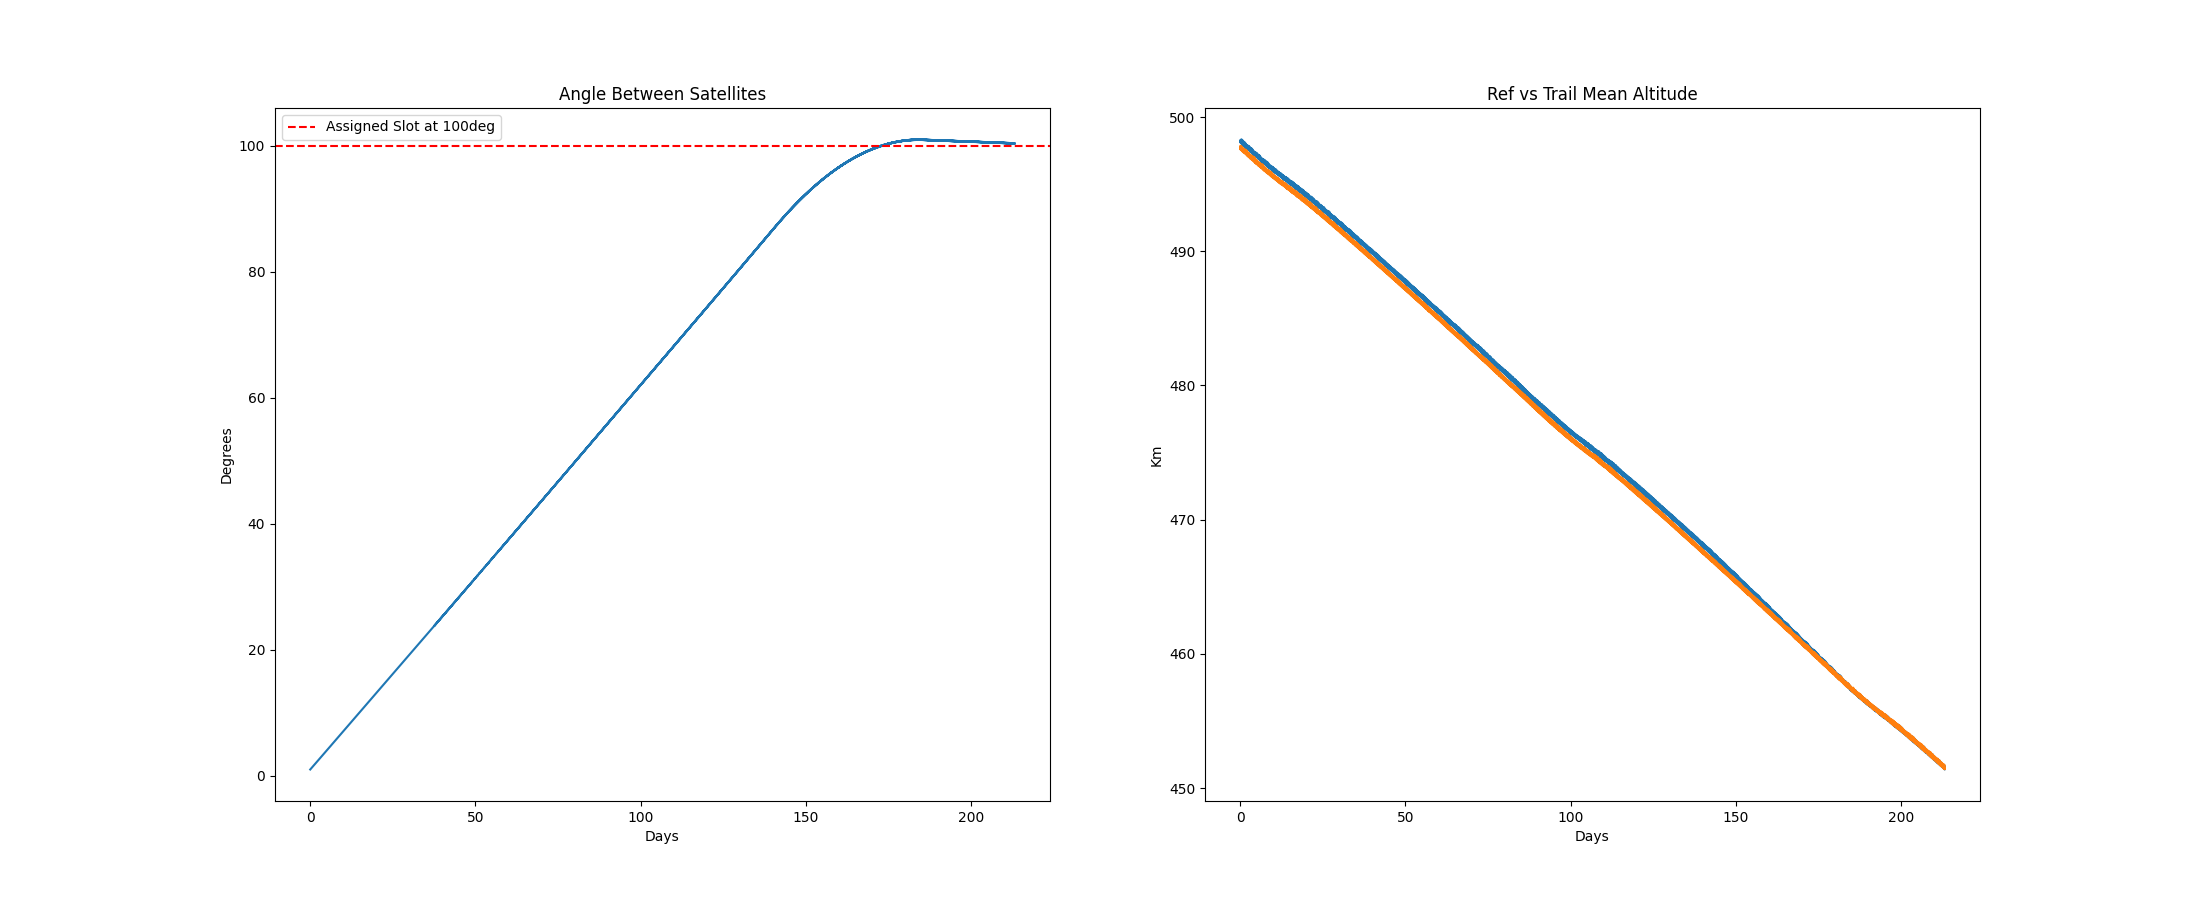 Angle Between Satellites
Assigned Slot at 100deg
100
80
60
40
20
0
Degrees
0 50 100 150 200
Days
Ref vs Trail Mean Altitude
500
490
480
470
460
450
Km
0 50 100 150 200
Days